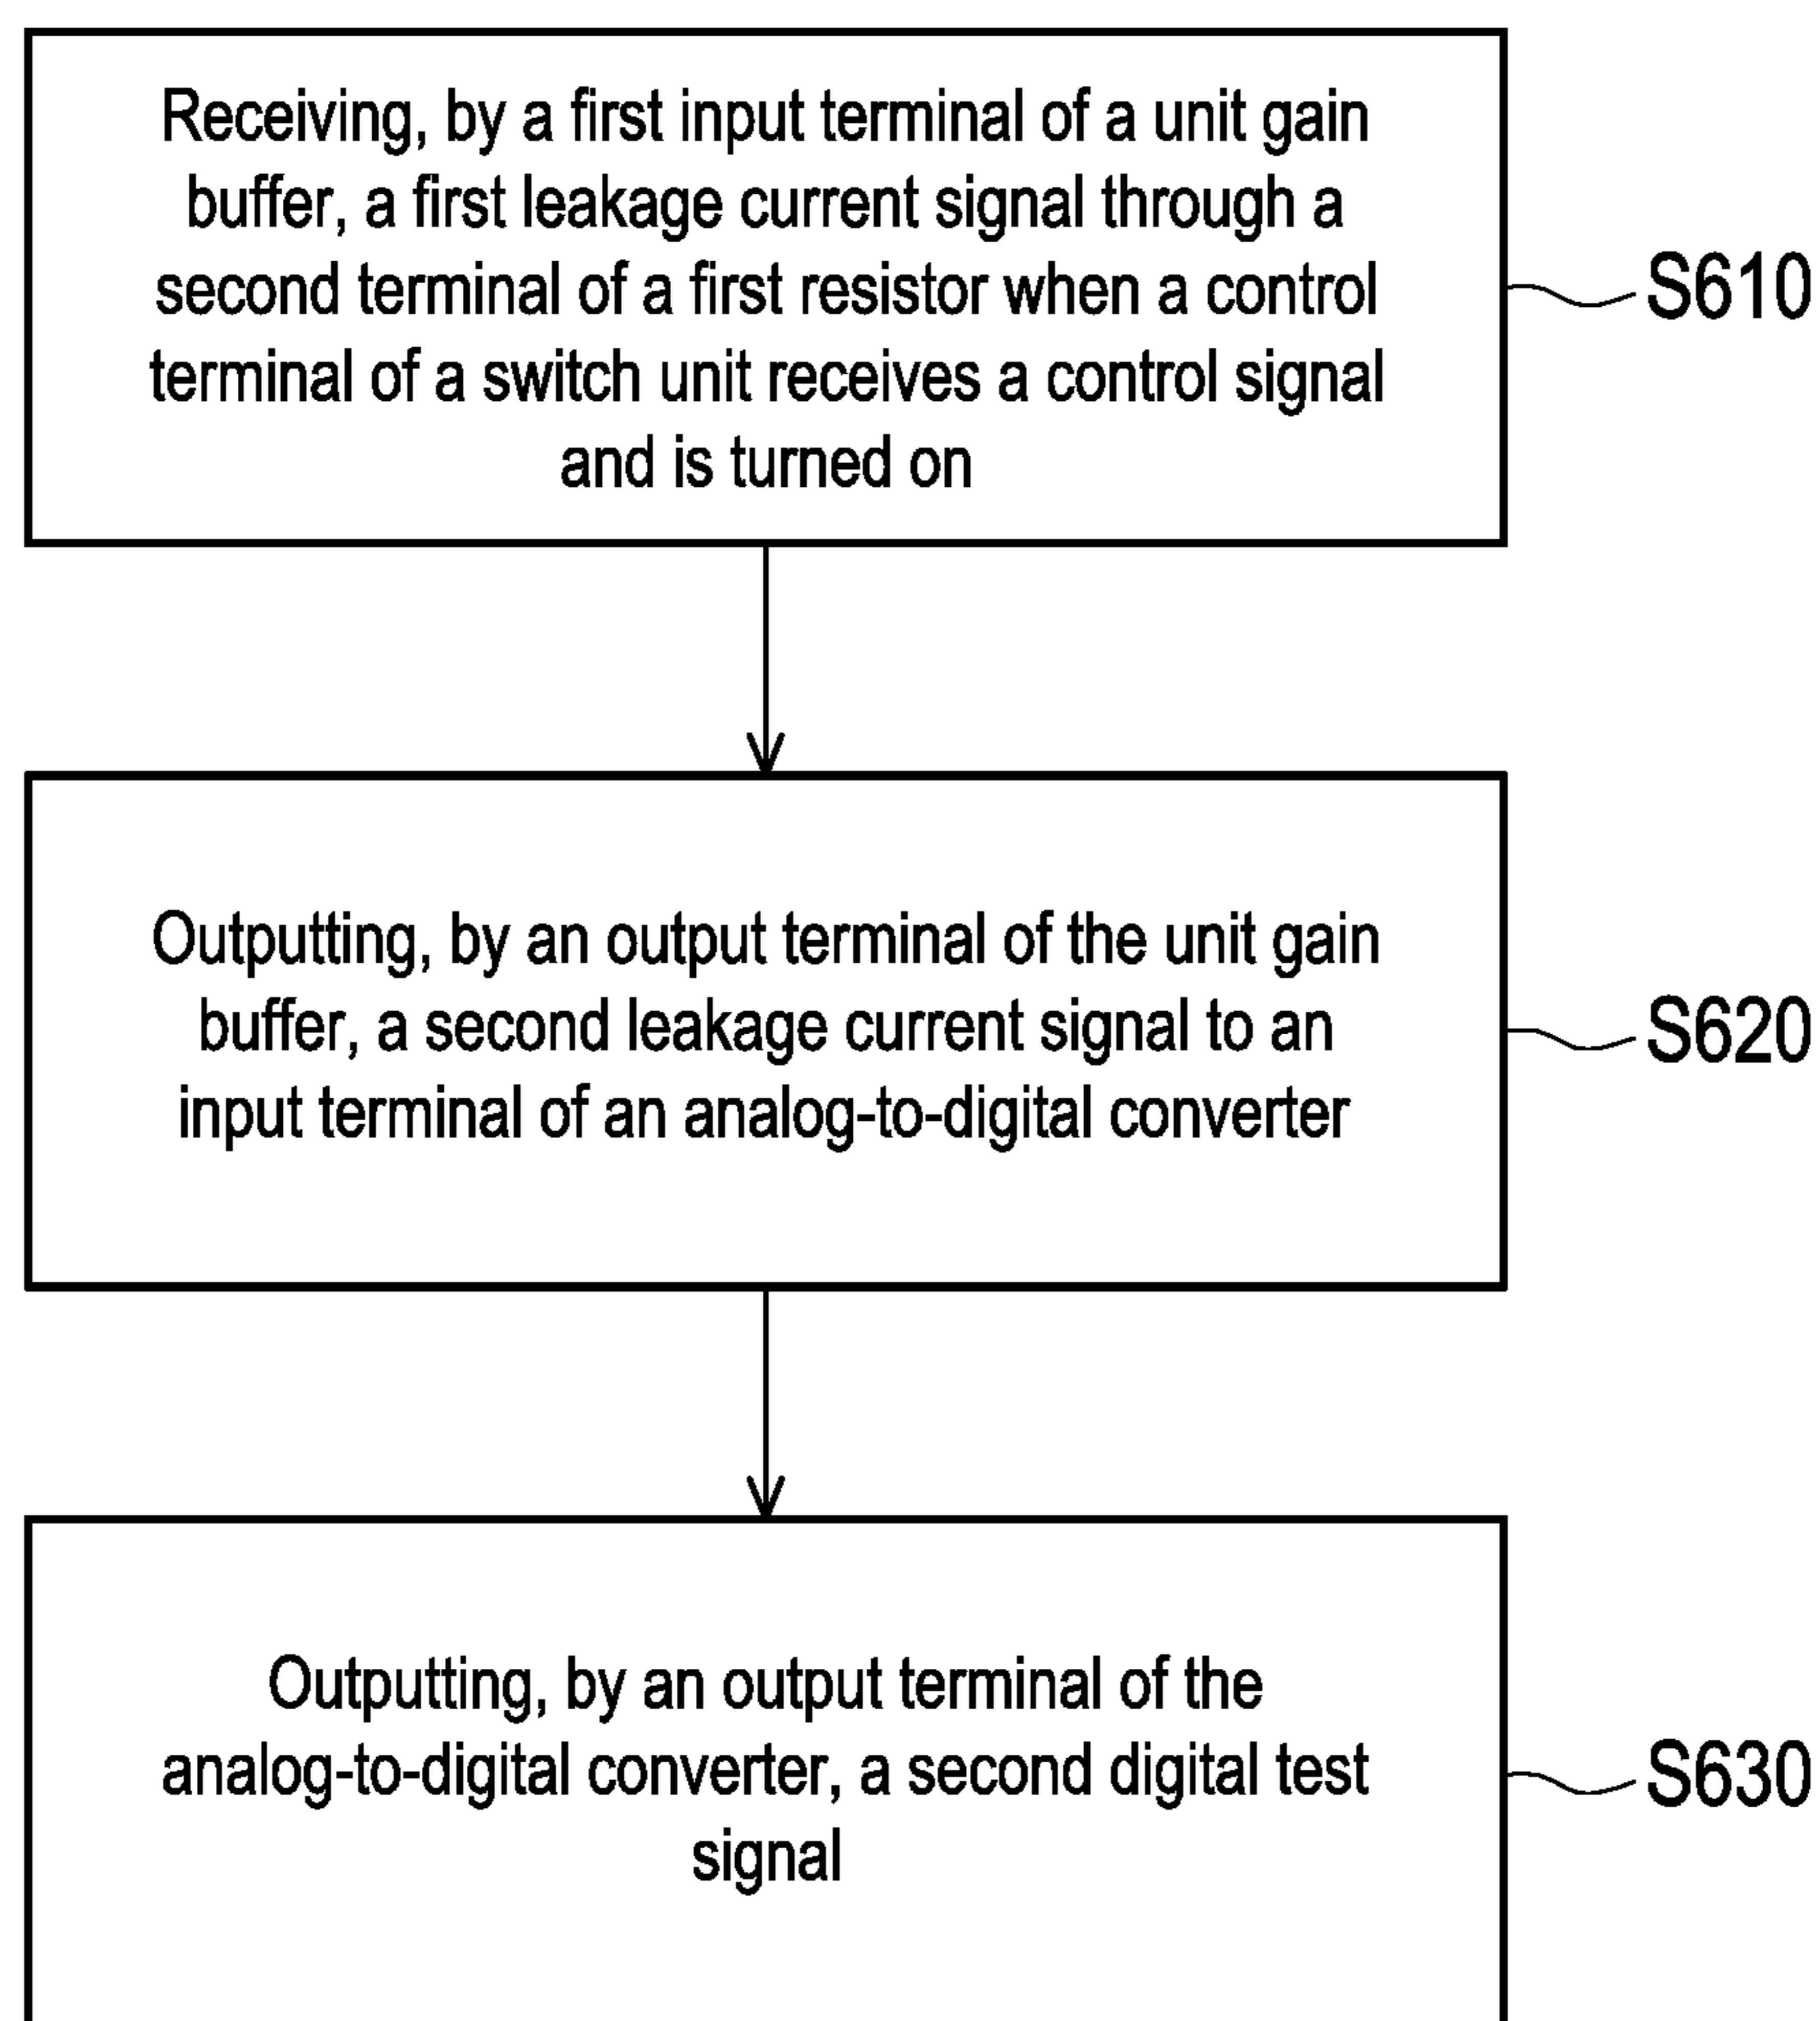 Receiving, by a first input terminal of a unit gain
buffer, a first leakage current signal through a
second terminal of a first resistor when a control
terminal of a switch unit receives a control signal
and is turned on
S610
Outputting, by an output terminal of the unit gain
buffer, a second leakage current signal to an
input terminal of an analog-to-digital converter
S620
Outputting, by an output terminal of the
analog-to-digital converter, a second digital test
signal
S630